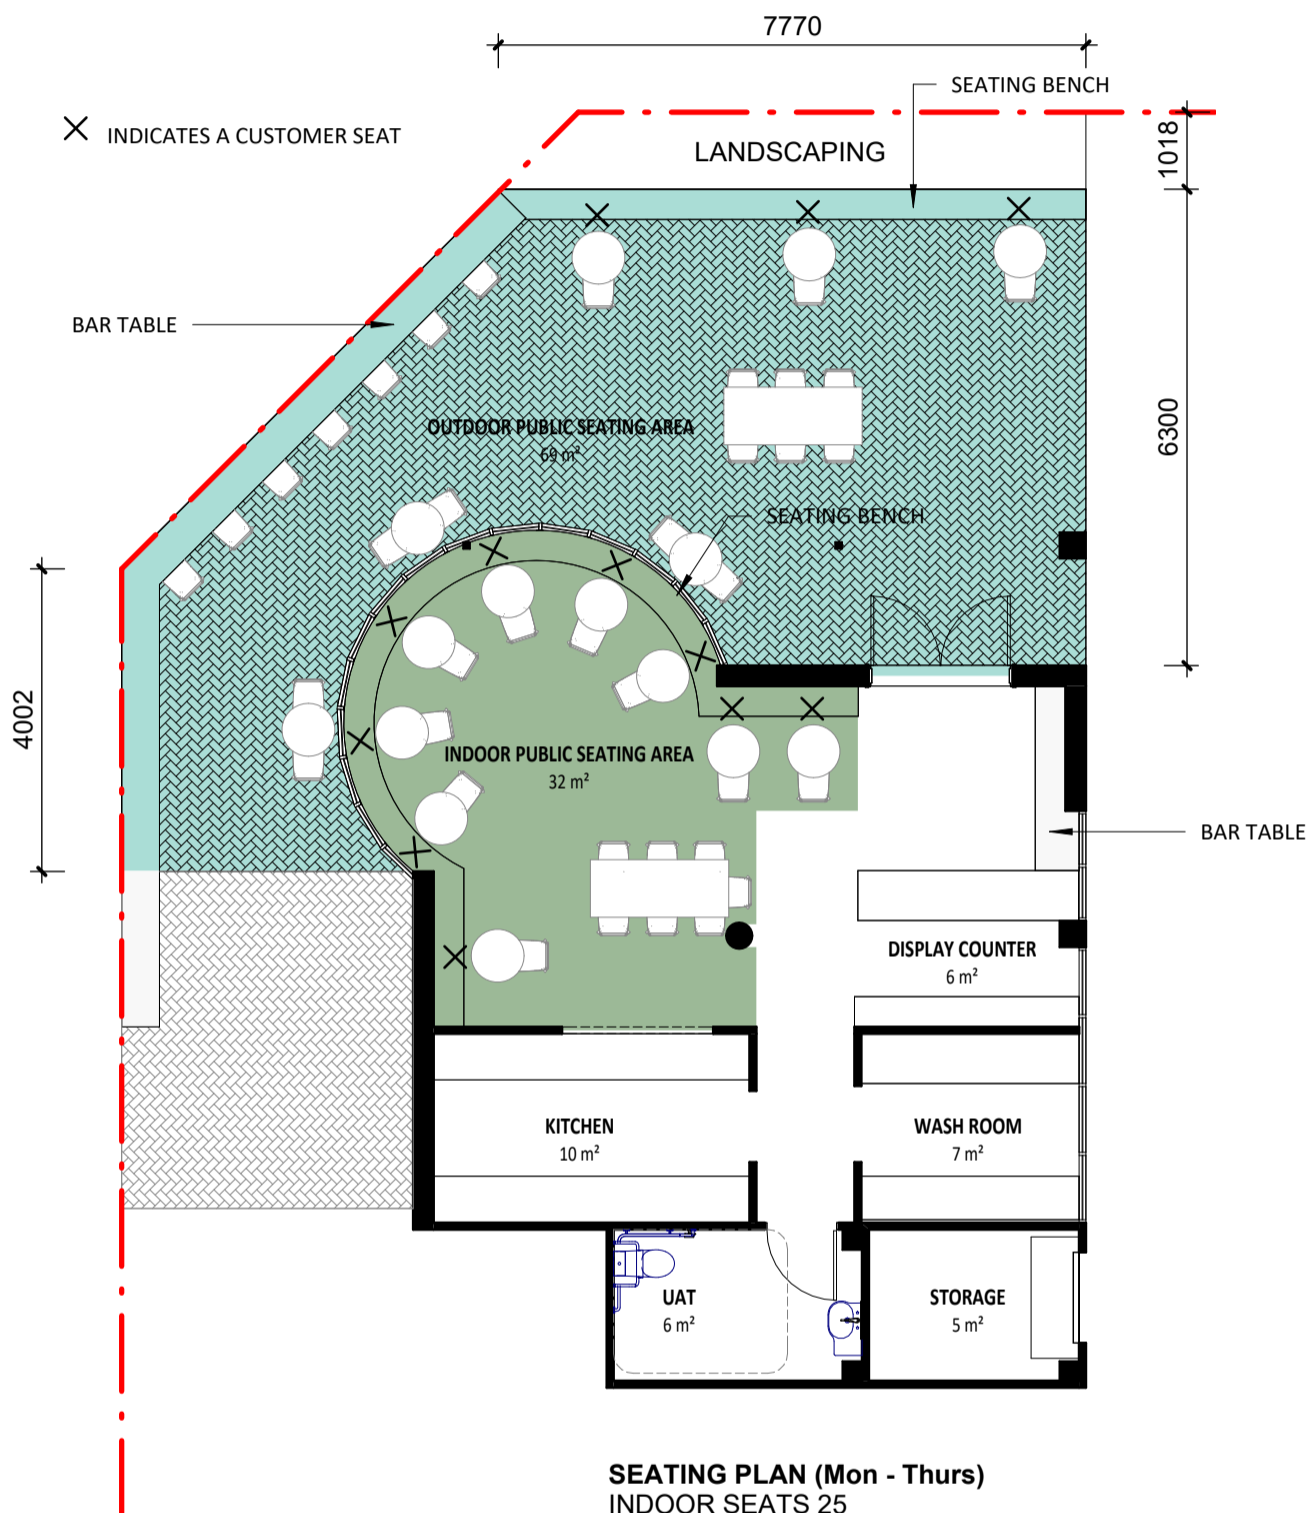 7770
SEATING BENCH
INDICATES A CUSTOMER SEAT
1018
LANDSCAPING
BAR TABLE
OUTDOOR PUBLIC SEATING AREA
69 m²
6300
SEATING BENCH
4002
INDOOR PUBLIC SEATING AREA
32 m²
BAR TABLE
DISPLAY COUNTER
6 m²
KITCHEN
10 m²
WASH ROOM
7 m²
UAT
6 m²
STORAGE
5 m²
SEATING PLAN (Mon - Thurs)
INDOOR SEATS 25